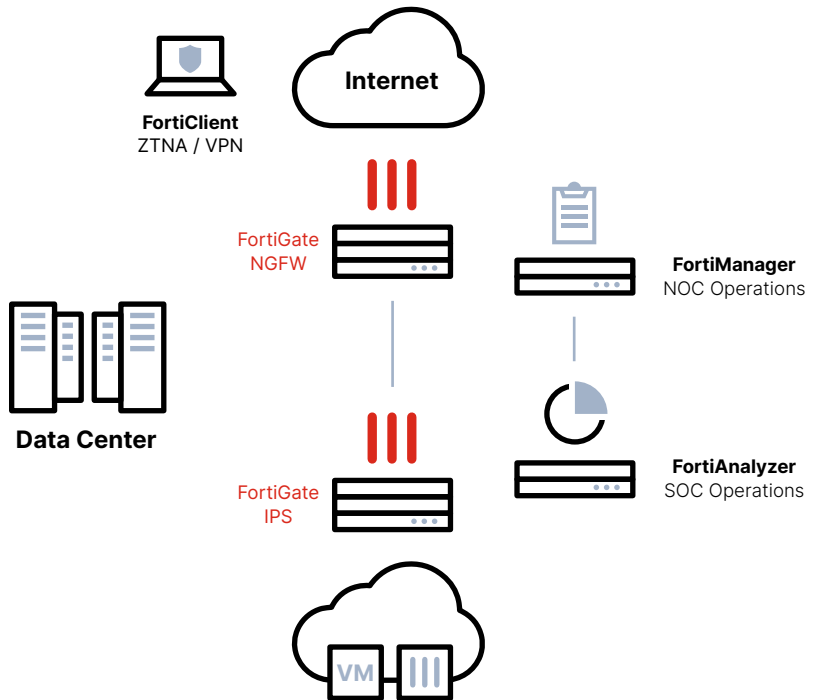 Internet
FortiClient
ZTNA / VPN
FortiGate
NGFW
FortiManager
NOC Operations
Data Center
FortiGate
IPS
FortiAnalyzer
SOC Operations
VM